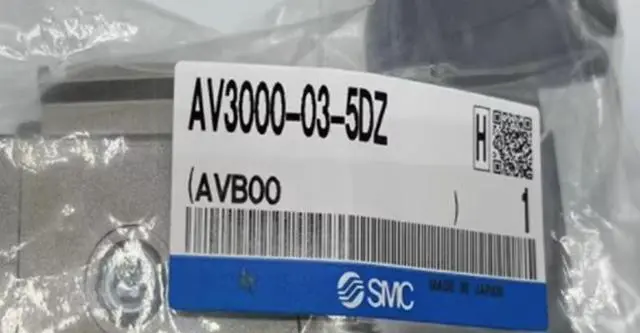 AV3000-03-5DZ
H
(AVB00 ) 1
SMC
MADE IN JAPAN